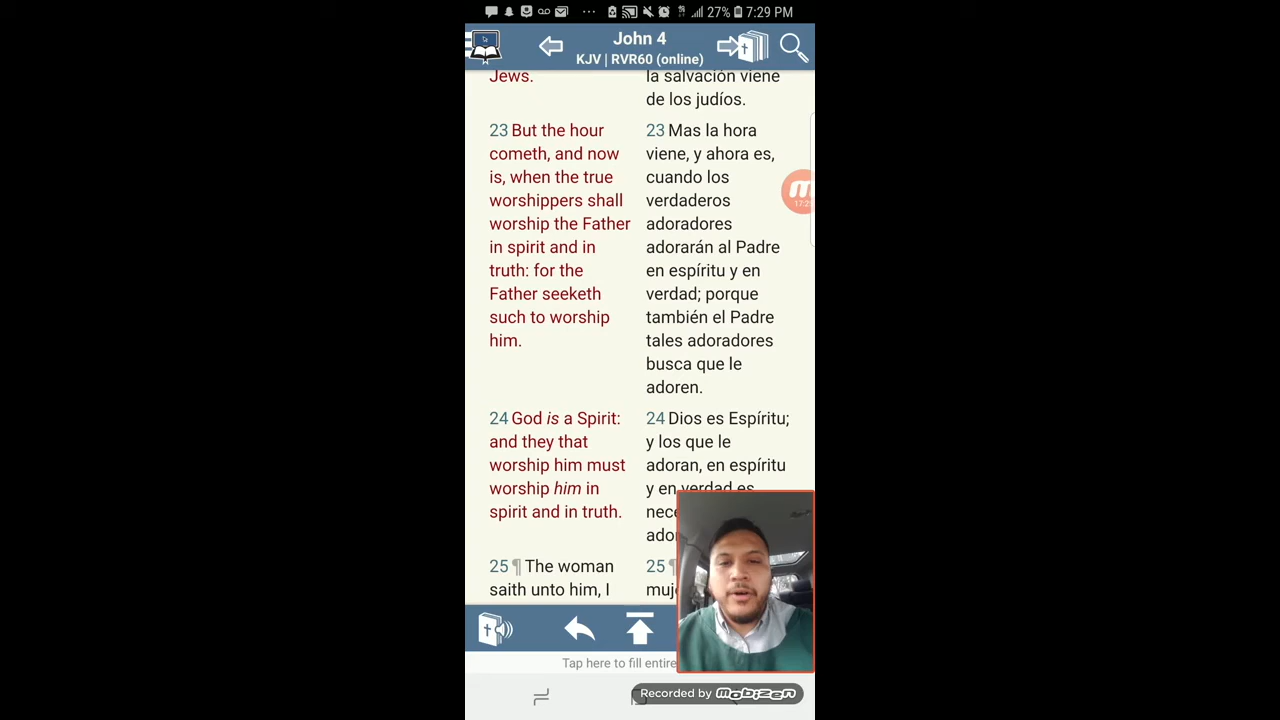 27% 7:29 PM
John 4
KJV | RVR60 (online)
Jews.
23 But the hour
cometh, and now
is, when the true
worshippers shall
worship the Father
in spirit and in
truth: for the
Father seeketh
such to worship
him.
24 God is a Spirit:
and they that
worship him must
worship him in
spirit and in truth.
25 ¶ The woman
saith unto him, I
la salvación viene
de los judíos.
23 Mas la hora
viene, y ahora es,
cuando los
verdaderos
adoradores
adorarán al Padre
en espíritu y en
verdad; porque
también el Padre
tales adoradores
busca que le
adoren.
24 Dios es Espíritu;
y los que le
adoran, en espíritu
y en verdad es
25 ¶
Tap here to fill entire
Recorded by mobizen